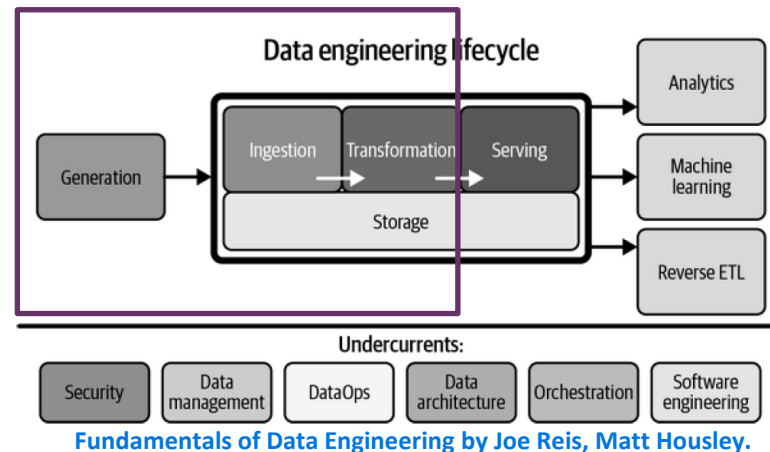 Data engineering lifecycle
Generation
Ingestion
Transformation
Serving
Storage
Analytics
Machine
learning
Reverse ETL
Undercurrents:
Security
Data
management
DataOps
Data
architecture
Orchestration
Software
engineering
Fundamentals of Data Engineering by Joe Reis, Matt Housley.